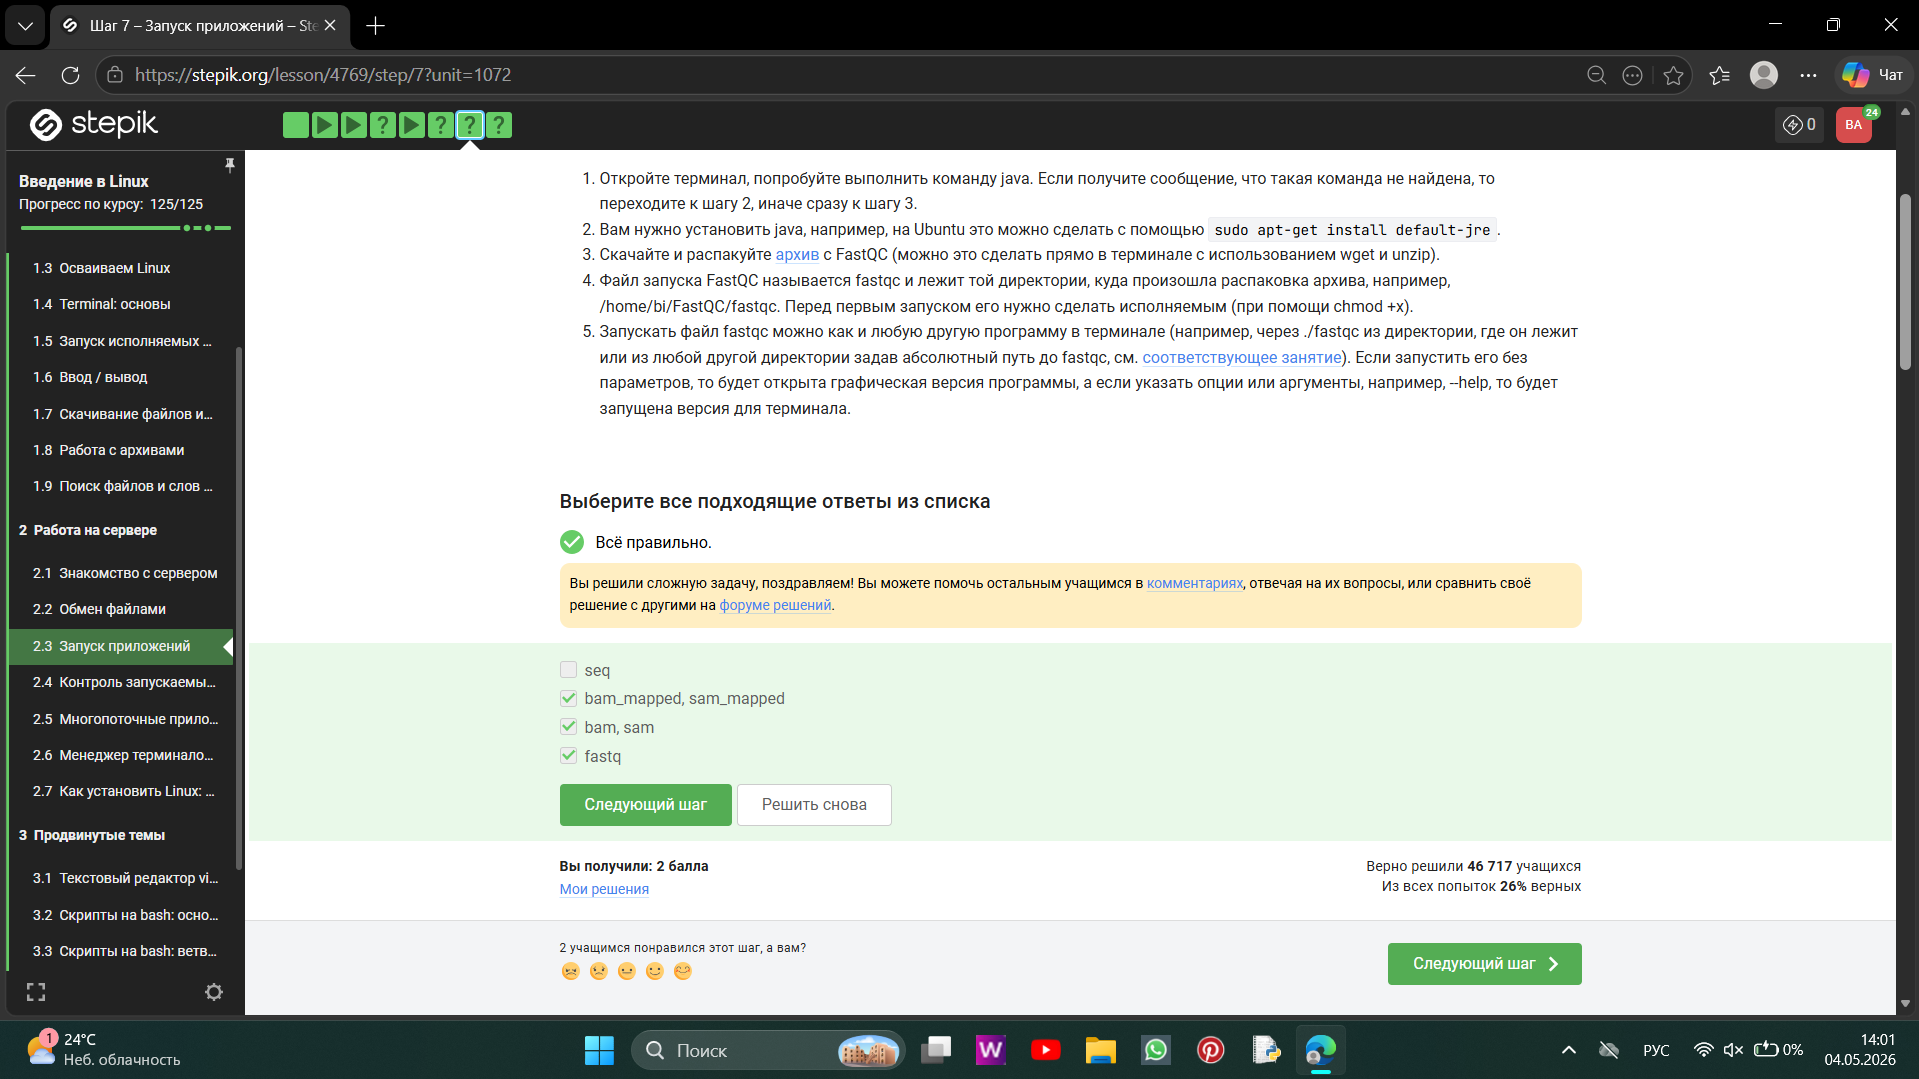 Шаг 7 – Запуск приложений – Ste
https://stepik.org/lesson/4769/step/7?unit=1072
Чат
stepik
? ? ? ?
0
ВА
24
Введение в Linux
Прогресс по курсу: 125/125
1.3 Осваиваем Linux
1.4 Terminal: основы
1.5 Запуск исполняемых ...
1.6 Ввод / вывод
1.7 Скачивание файлов и...
1.8 Работа с архивами
1.9 Поиск файлов и слов ...
2 Работа на сервере
2.1 Знакомство с сервером
2.2 Обмен файлами
2.3 Запуск приложений
2.4 Контроль запускаемы...
2.5 Многопоточные прило...
2.6 Менеджер терминало...
2.7 Как установить Linux: ...
3 Продвинутые темы
3.1 Текстовый редактор vi...
3.2 Скрипты на bash: осно...
3.3 Скрипты на bash: ветв...
1. Откройте терминал, попробуйте выполнить команду java. Если получите сообщение, что такая команда не найдена, то
переходите к шагу 2, иначе сразу к шагу 3.
2. Вам нужно установить java, например, на Ubuntu это можно сделать с помощью sudo apt-get install default-jre.
3. Скачайте и распакуйте архив с FastQC (можно это сделать прямо в терминале с использованием wget и unzip).
4. Файл запуска FastQC называется fastqc и лежит той директории, куда произошла распаковка архива, например,
/home/bi/FastQC/fastqc. Перед первым запуском его нужно сделать исполняемым (при помощи chmod +x).
5. Запускать файл fastqc можно как и любую другую программу в терминале (например, через ./fastqc из директории, где он лежит
или из любой другой директории задав абсолютный путь до fastqc, см. соответствующее занятие). Если запустить его без
параметров, то будет открыта графическая версия программы, а если указать опции или аргументы, например, --help, то будет
запущена версия для терминала.
Выберите все подходящие ответы из списка
Всё правильно.
Вы решили сложную задачу, поздравляем! Вы можете помочь остальным учащимся в комментариях, отвечая на их вопросы, или сравнить своё
решение с другими на форуме решений.
seq
bam_mapped, sam_mapped
bam, sam
fastq
Следующий шаг
Решить снова
Вы получили: 2 балла
Мои решения
Верно решили 46 717 учащихся
Из всех попыток 26% верных
2 учащимся понравился этот шаг, а вам?
Следующий шаг
1
24°C
Неб. облачность
Поиск
W
РУС
0%
14:01
04.05.2026